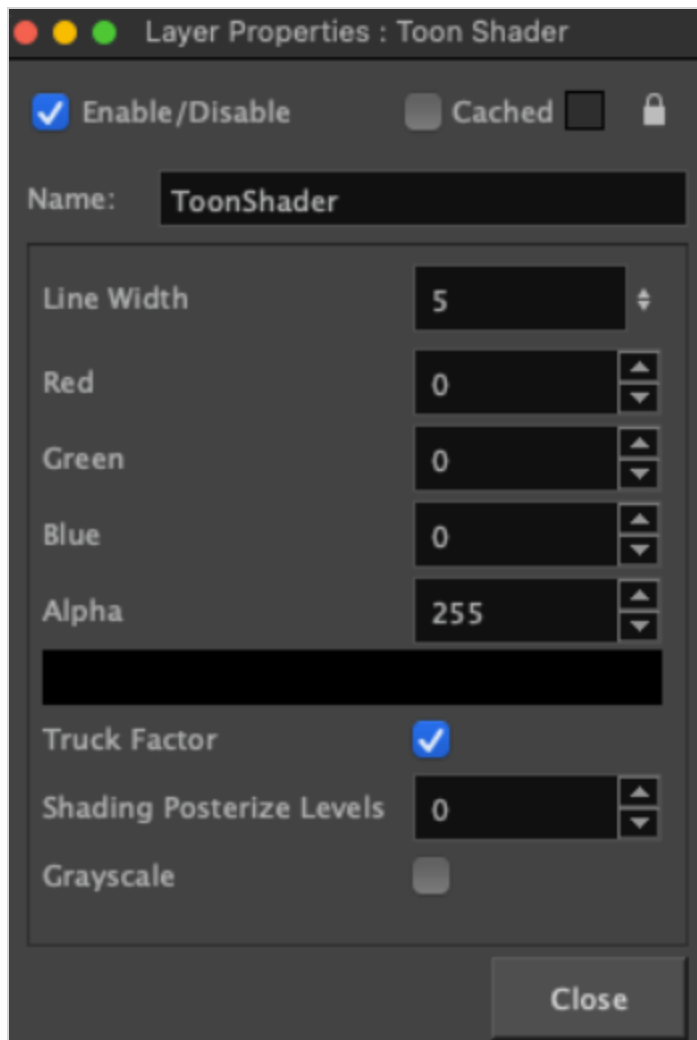 Layer Properties : Toon Shader
Enable/Disable Cached
Name: ToonShader
Line Width 5
Red 0
Green 0
Blue 0
Alpha 255
Truck Factor
Shading Posterize Levels 0
Grayscale
Close